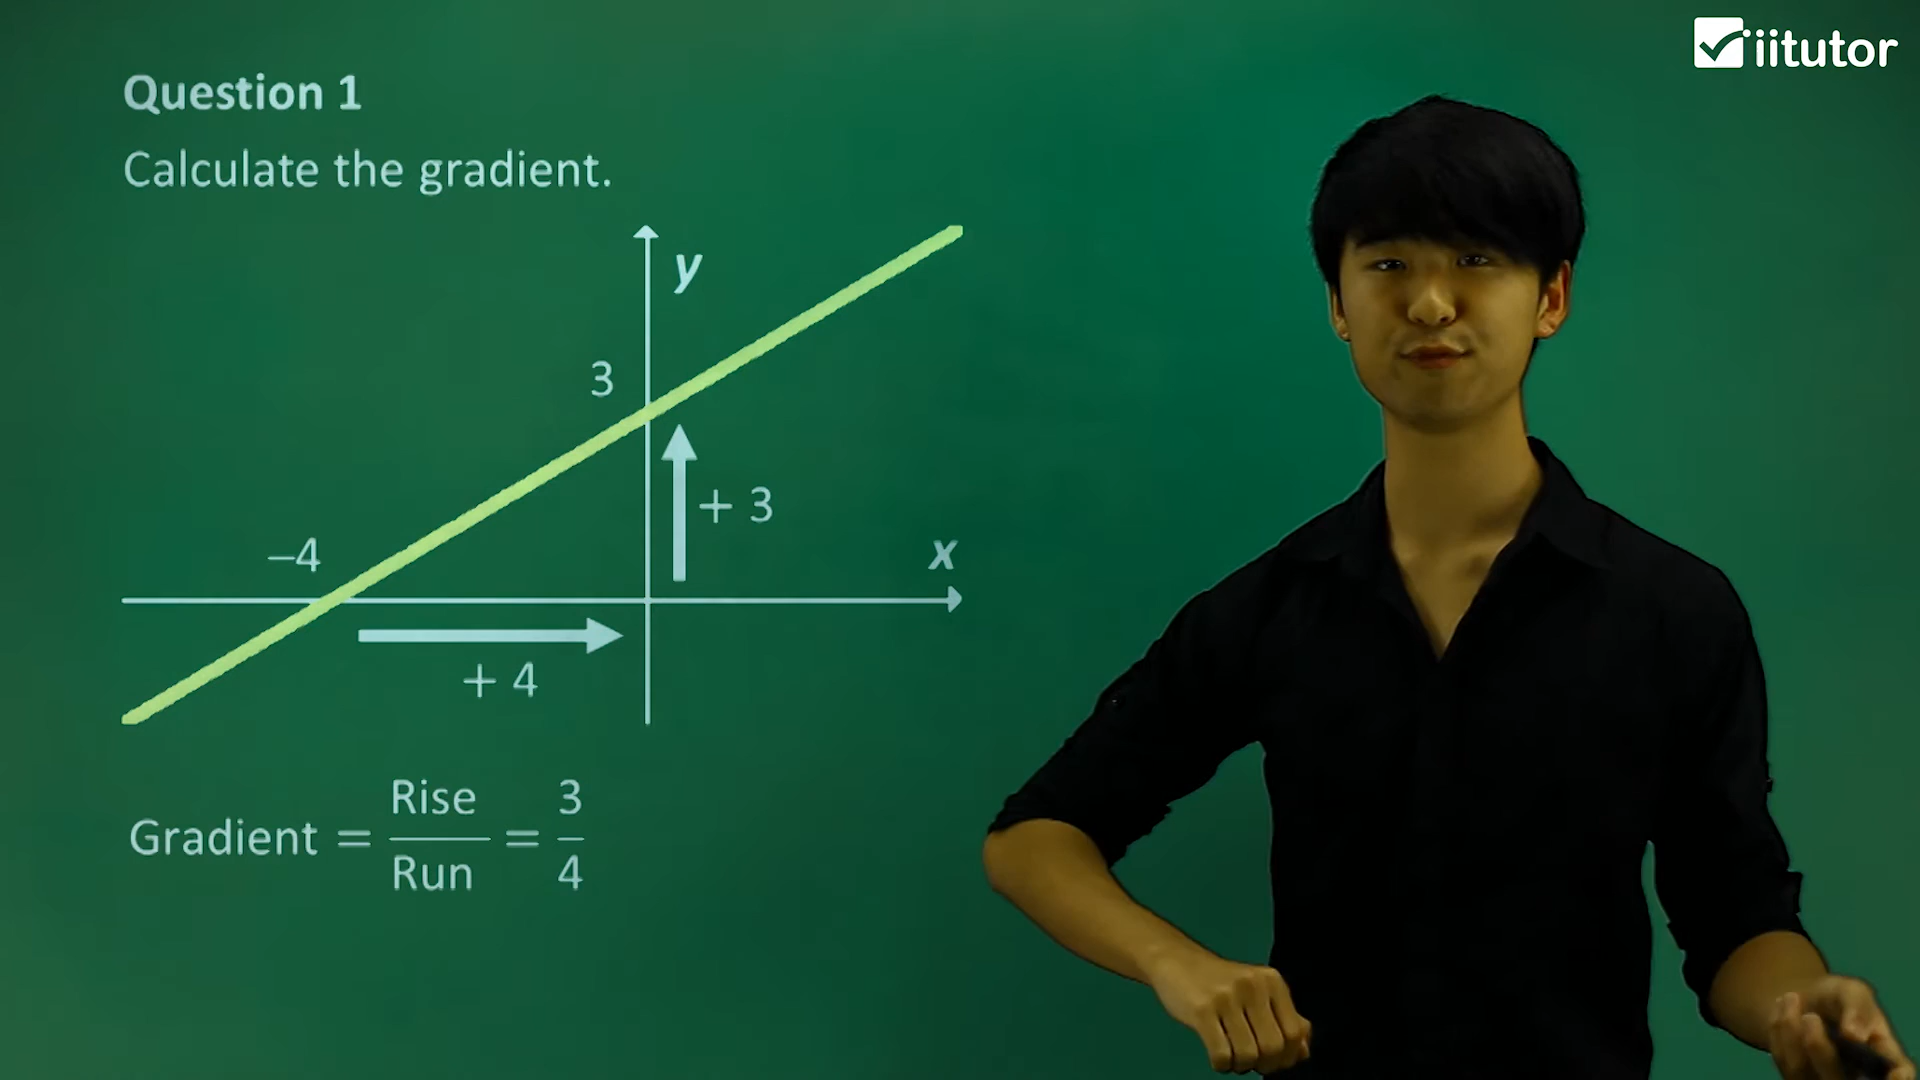 iitutor
Question 1
Calculate the gradient.
y
3
+ 3
–4
x
+ 4
Gradient = Rise/Run = 3/4